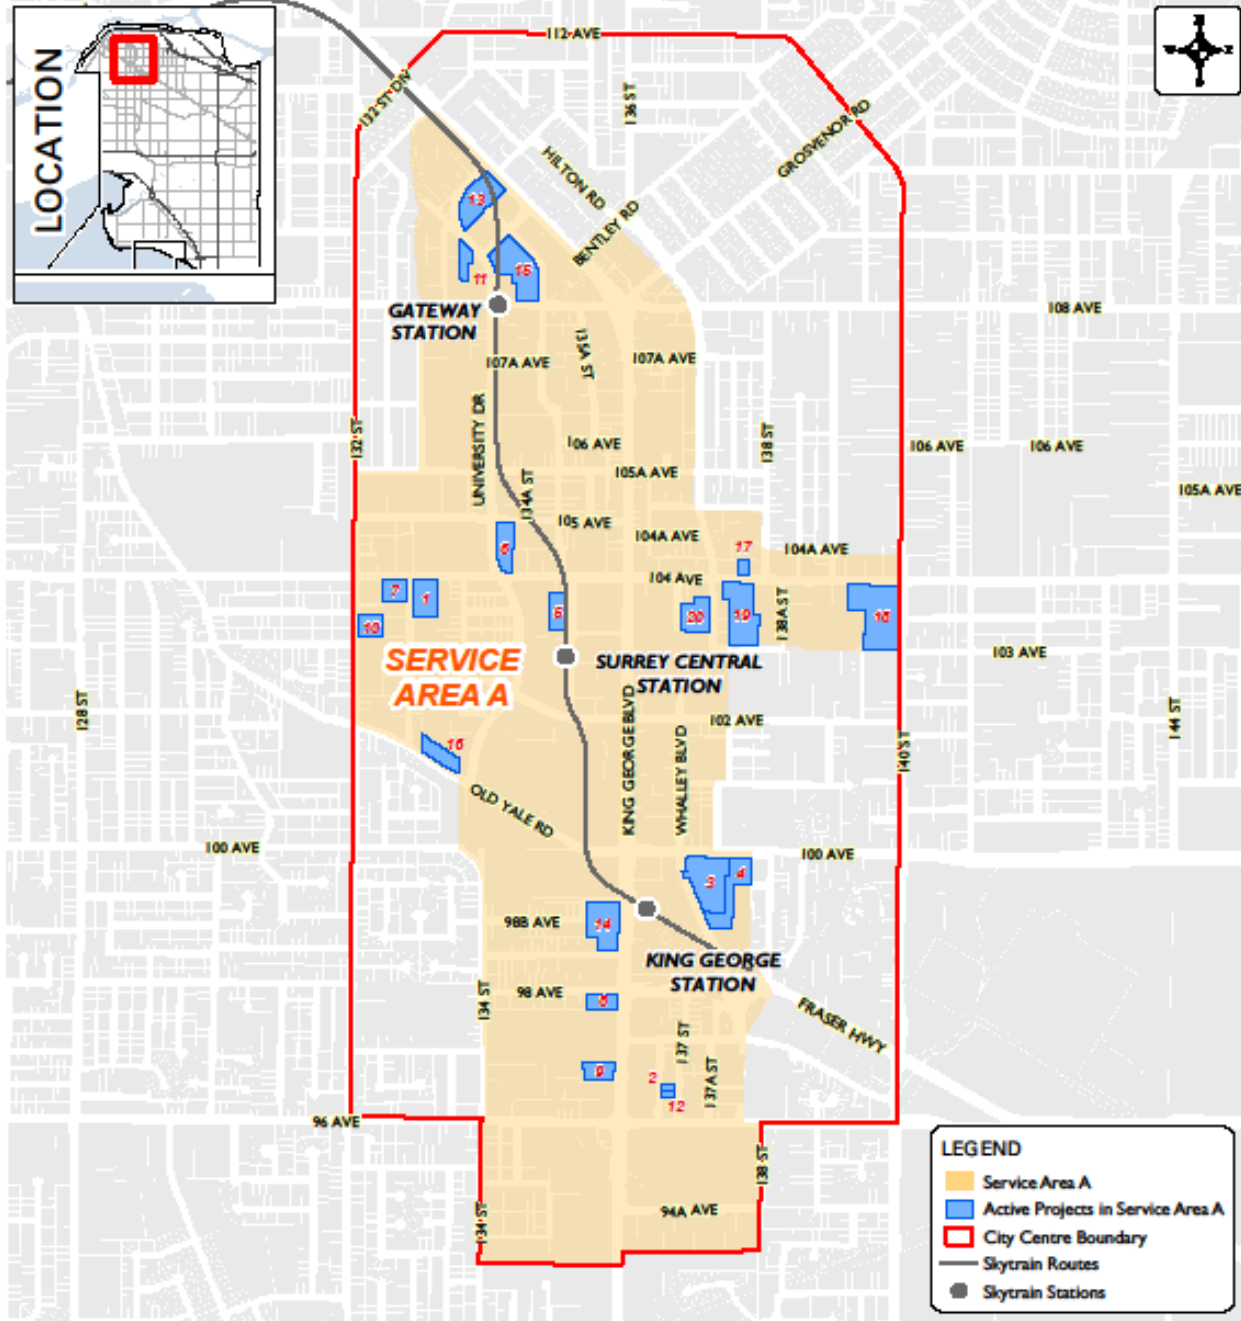 LOCATION
112 AVE
132 ST DIV
136 ST
GROSVENOR RD
HILTON RD
BENTLEY RD
13
11
15
GATEWAY
STATION
108 AVE
107A AVE
135A ST
107A AVE
UNIVERSITY DR
132 ST
106 AVE
138 ST
106 AVE
106 AVE
105A AVE
134A ST
105A AVE
105 AVE
104A AVE
17
104A AVE
6
104 AVE
7
1
10
5
20
19
138A ST
SERVICE
AREA A
SURREY CENTRAL
STATION
103 AVE
128 ST
KING GEORGE BLVD
WHALLEY BLVD
102 AVE
144 ST
140 ST
16
OLD YALE RD
100 AVE
100 AVE
3
4
98B AVE
14
KING GEORGE
STATION
134 ST
98 AVE
FRASER HWY
137 ST
9
2
12
137A ST
96 AVE
138 ST
134 ST
94A AVE
LEGEND
Service Area A
Active Projects in Service Area A
City Centre Boundary
Skytrain Routes
Skytrain Stations